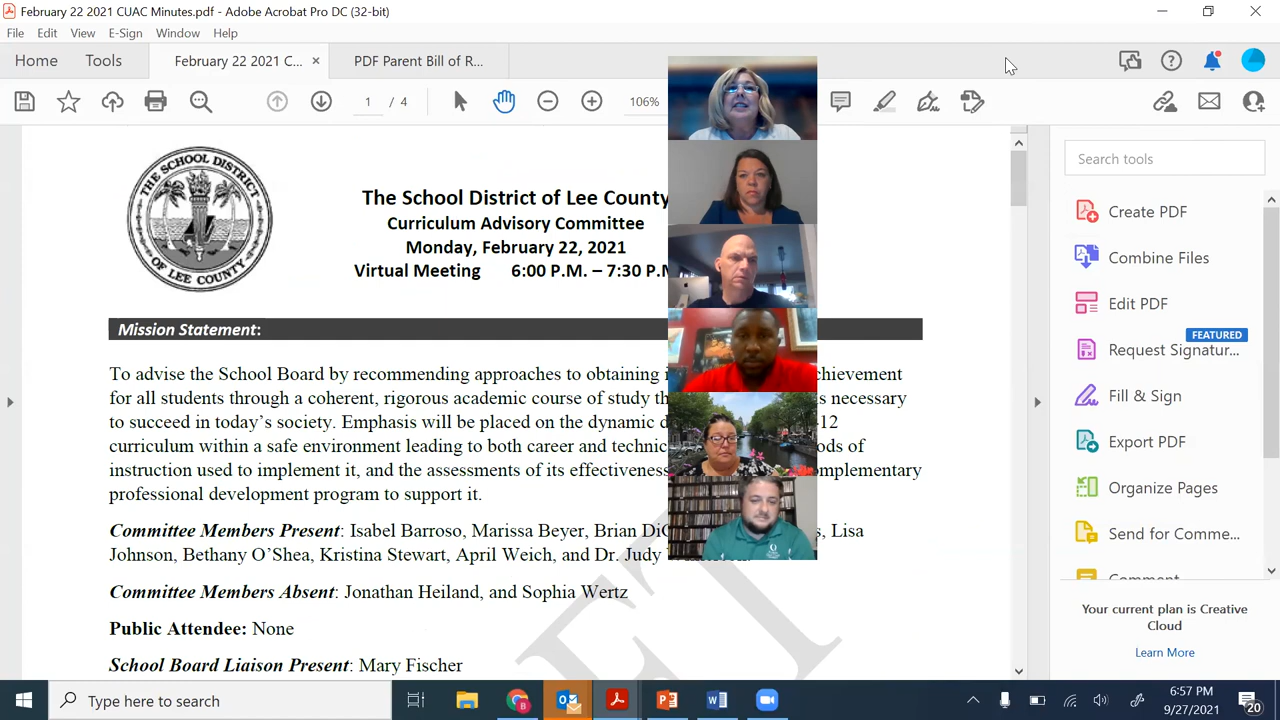 February 22 2021 CUAC Minutes.pdf - Adobe Acrobat Pro DC (32-bit)
File Edit View E-Sign Window Help
Home Tools February 22 2021 C... × PDF Parent Bill of R...
1 / 4 106%
THE SCHOOL DISTRICT OF LEE COUNTY
The School District of Lee County
Curriculum Advisory Committee
Monday, February 22, 2021
Virtual Meeting 6:00 P.M. – 7:30 P.M
Mission Statement:
To advise the School Board by recommending approaches to obtaining chievement
for all students through a coherent, rigorous academic course of study s necessary
to succeed in today's society. Emphasis will be placed on the dynamic 12
curriculum within a safe environment leading to both career and technic ods of
instruction used to implement it, and the assessments of its effectiveness omplementary
professional development program to support it.
Committee Members Present: Isabel Barroso, Marissa Beyer, Brian DiC s, Lisa
Johnson, Bethany O'Shea, Kristina Stewart, April Weich, and Dr. Judy
Committee Members Absent: Jonathan Heiland, and Sophia Wertz
Public Attendee: None
School Board Liaison Present: Mary Fischer
Search tools
Create PDF
Combine Files
Edit PDF
FEATURED
Request Signatur...
Fill & Sign
Export PDF
Organize Pages
Send for Comme...
Comment
Your current plan is Creative
Cloud
Learn More
Type here to search
6:57 PM
9/27/2021
20